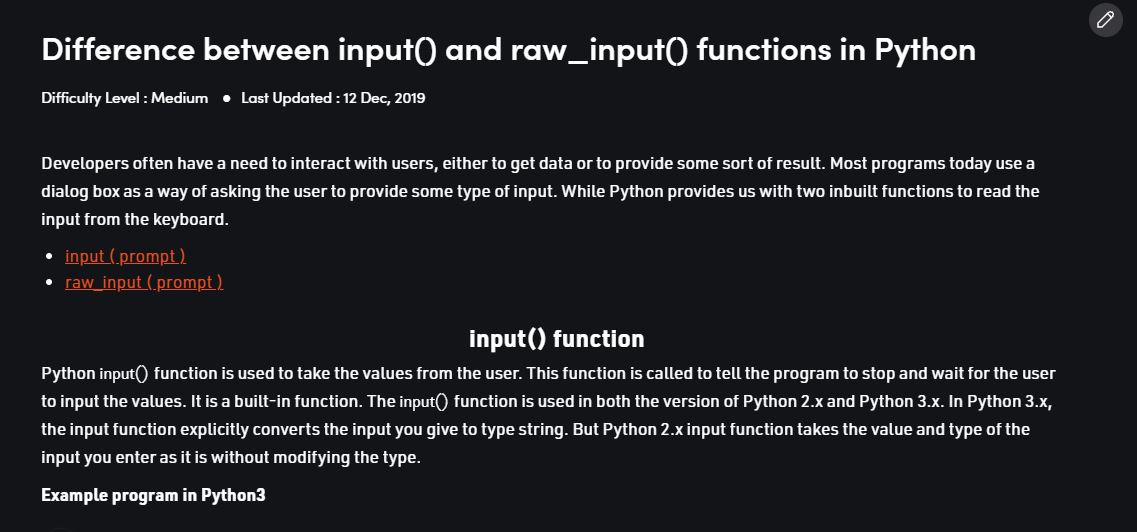 Difference between input() and raw_input() functions in Python
Difficulty Level : Medium ● Last Updated : 12 Dec, 2019
Developers often have a need to interact with users, either to get data or to provide some sort of result. Most programs today use a
dialog box as a way of asking the user to provide some type of input. While Python provides us with two inbuilt functions to read the
input from the keyboard.
• input ( prompt )
• raw_input ( prompt )
input() function
Python input() function is used to take the values from the user. This function is called to tell the program to stop and wait for the user
to input the values. It is a built-in function. The input() function is used in both the version of Python 2.x and Python 3.x. In Python 3.x,
the input function explicitly converts the input you give to type string. But Python 2.x input function takes the value and type of the
input you enter as it is without modifying the type.
Example program in Python3